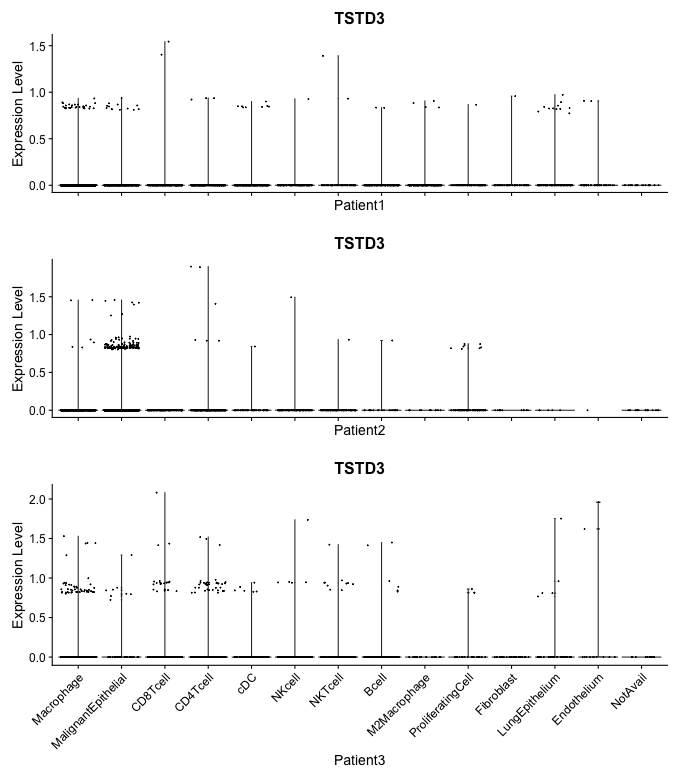 TSTD3
Expression Level
1.5
1.0
0.5
0.0
Patient1
TSTD3
Expression Level
1.5
1.0
0.5
0.0
Patient2
TSTD3
Expression Level
2.0
1.5
1.0
0.5
0.0
Macrophage
MalignantEpithelial
CD8Tcell
CD4Tcell
cDC
NKcell
NKTcell
Bcell
M2Macrophage
ProliferatingCell
Fibroblast
LungEpithelium
Endothelium
NotAvail
Patient3